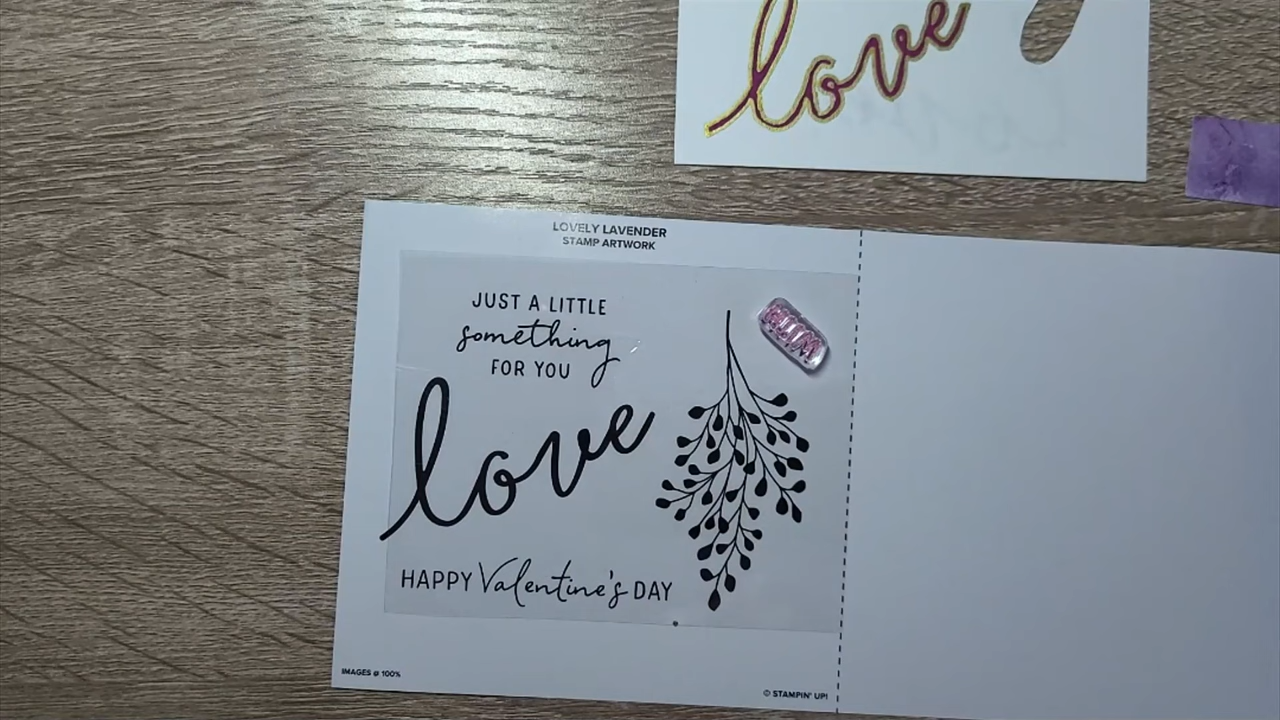 love
LOVELY LAVENDER
STAMP ARTWORK
JUST A LITTLE
something
FOR YOU
love
HAPPY Valentine's DAY
IMAGES @ 100%
© STAMPIN' UP!